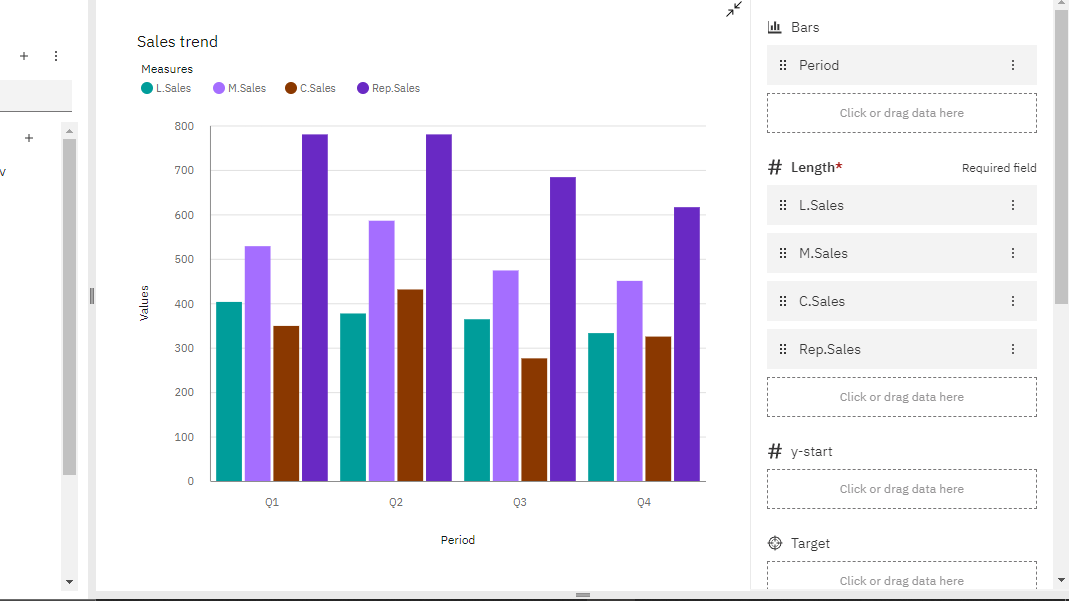 Sales trend
Measures
L.Sales M.Sales C.Sales Rep.Sales
800
700
600
500
400
300
200
100
0
Values
Q1 Q2 Q3 Q4
Period
Bars
Period
Click or drag data here
Length* Required field
L.Sales
M.Sales
C.Sales
Rep.Sales
Click or drag data here
y-start
Click or drag data here
Target
Click or drag data here